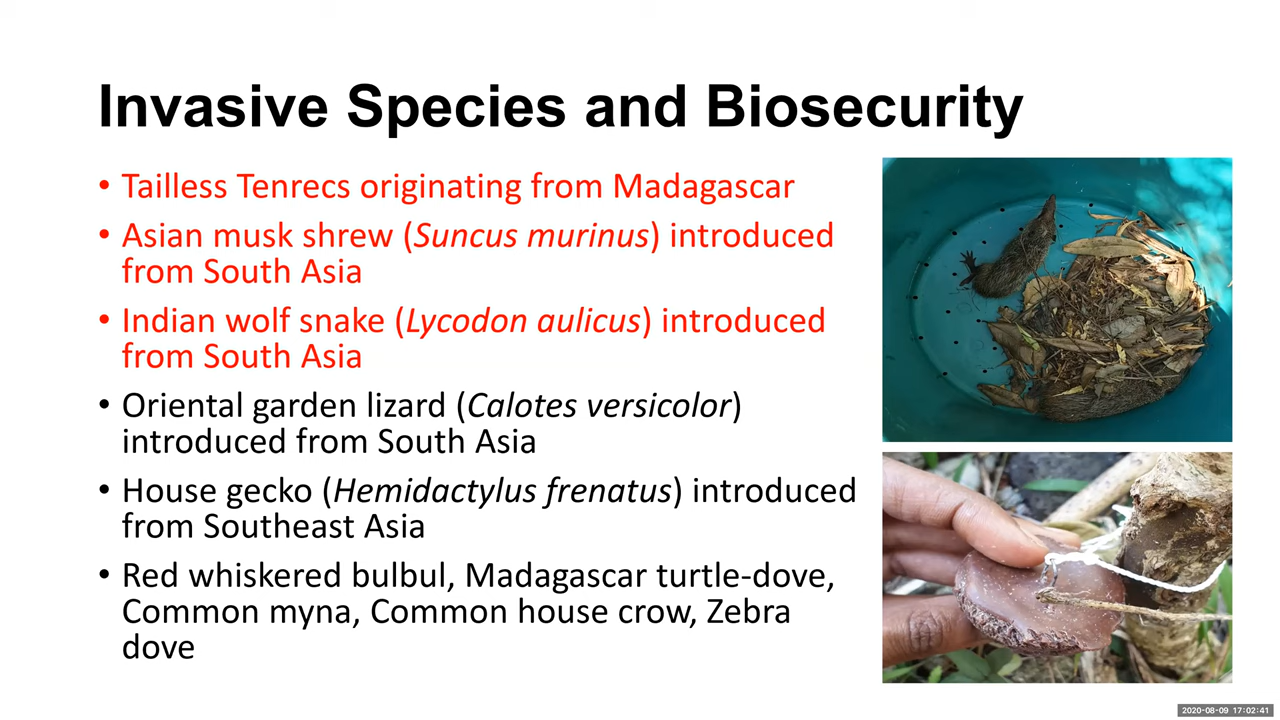 Invasive Species and Biosecurity
• Tailless Tenrecs originating from Madagascar
• Asian musk shrew (Suncus murinus) introduced
from South Asia
• Indian wolf snake (Lycodon aulicus) introduced
from South Asia
• Oriental garden lizard (Calotes versicolor)
introduced from South Asia
• House gecko (Hemidactylus frenatus) introduced
from Southeast Asia
• Red whiskered bulbul, Madagascar turtle-dove,
Common myna, Common house crow, Zebra
dove
2020-08-09 17:02:41